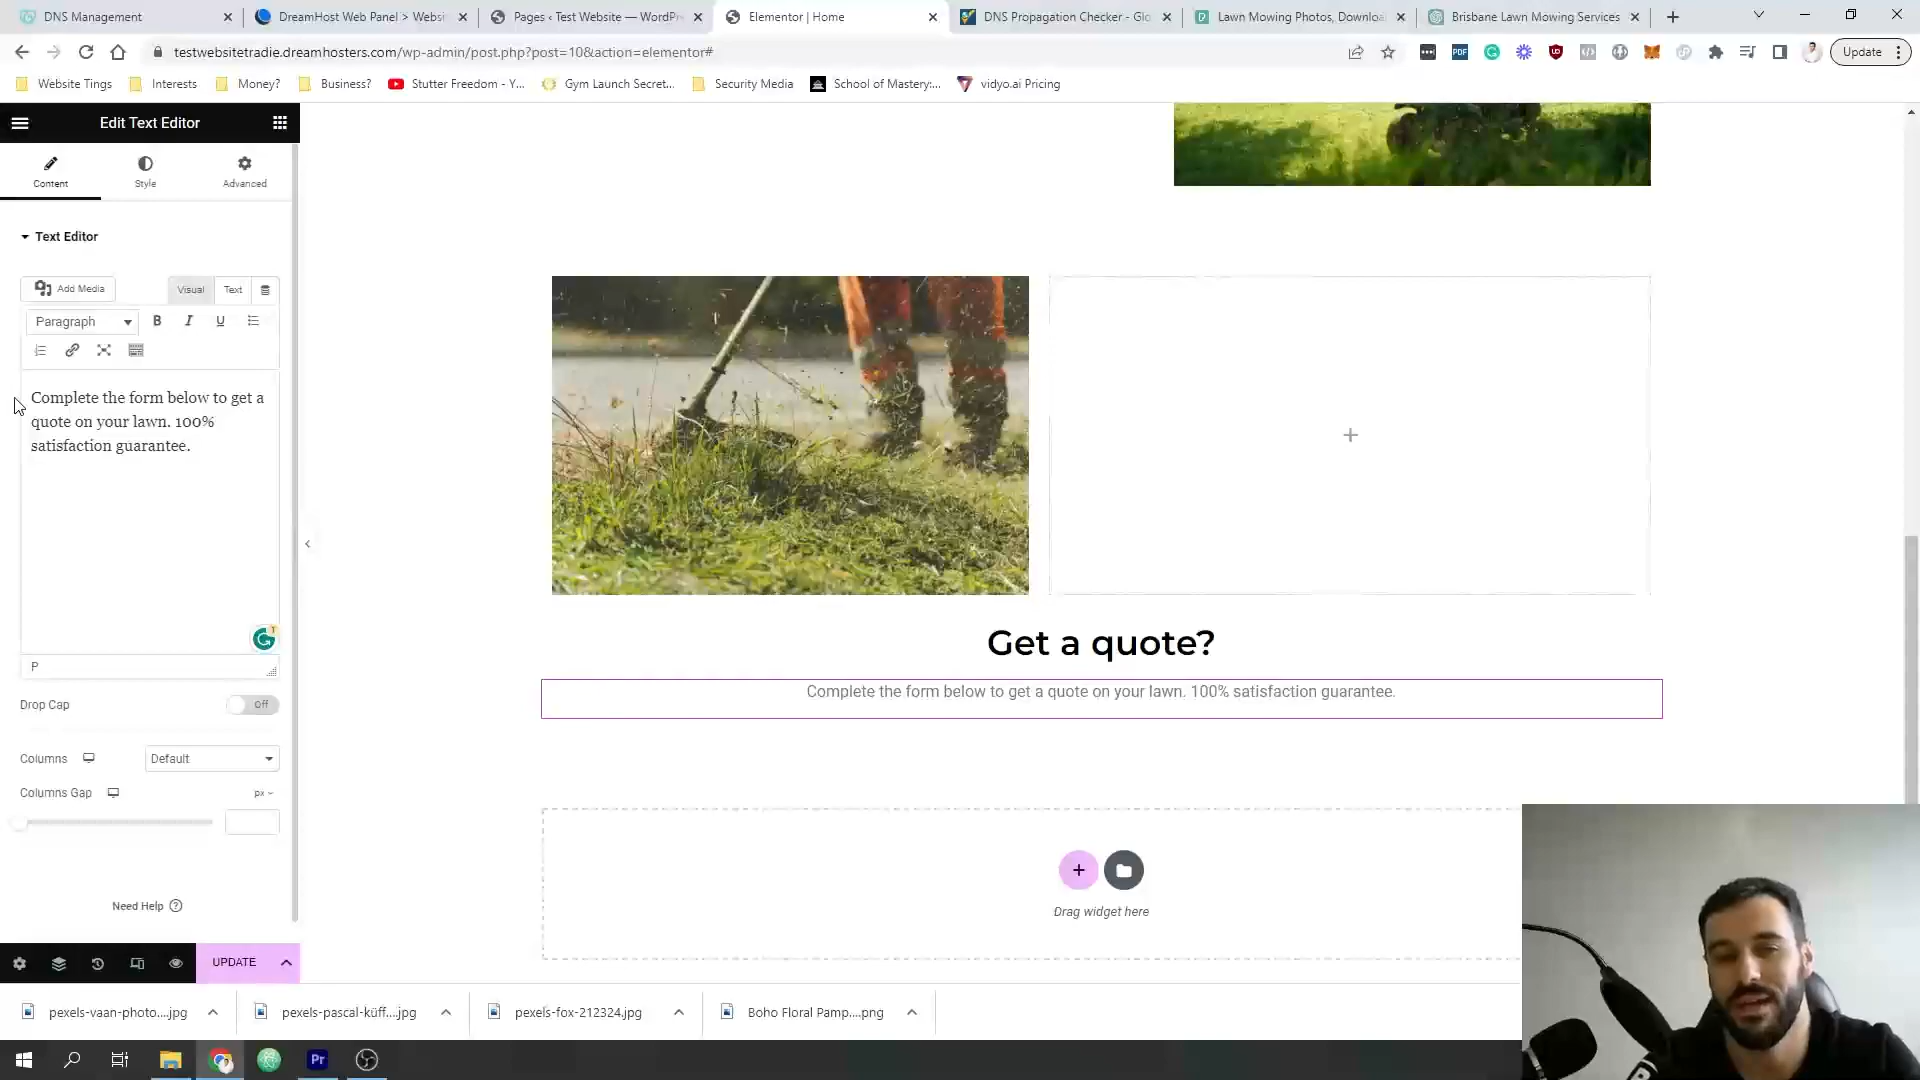 DNS Management
DreamHost Web Panel > Websi
Pages ‹ Test Website — WordPr
Elementor | Home
DNS Propagation Checker - Glo
Lawn Mowing Photos, Downloa
Brisbane Lawn Mowing Services
testwebsitetradie.dreamhosters.com/wp-admin/post.php?post=10&action=elementor#
PDF
Update
Website Tings
Interests
Money?
Business?
Stutter Freedom - Y...
Gym Launch Secret...
Security Media
School of Mastery:...
vidyo.ai Pricing
Edit Text Editor
Content
Style
Advanced
Text Editor
Add Media
Visual
Text
Paragraph
B
I
U
Complete the form below to get a
quote on your lawn. 100%
satisfaction guarantee.
P
Drop Cap
Off
Columns
Default
Columns Gap
px
Need Help
UPDATE
Get a quote?
Complete the form below to get a quote on your lawn. 100% satisfaction guarantee.
Drag widget here
pexels-vaan-photo....jpg
pexels-pascal-küff....jpg
pexels-fox-212324.jpg
Boho Floral Pamp....png
Pr